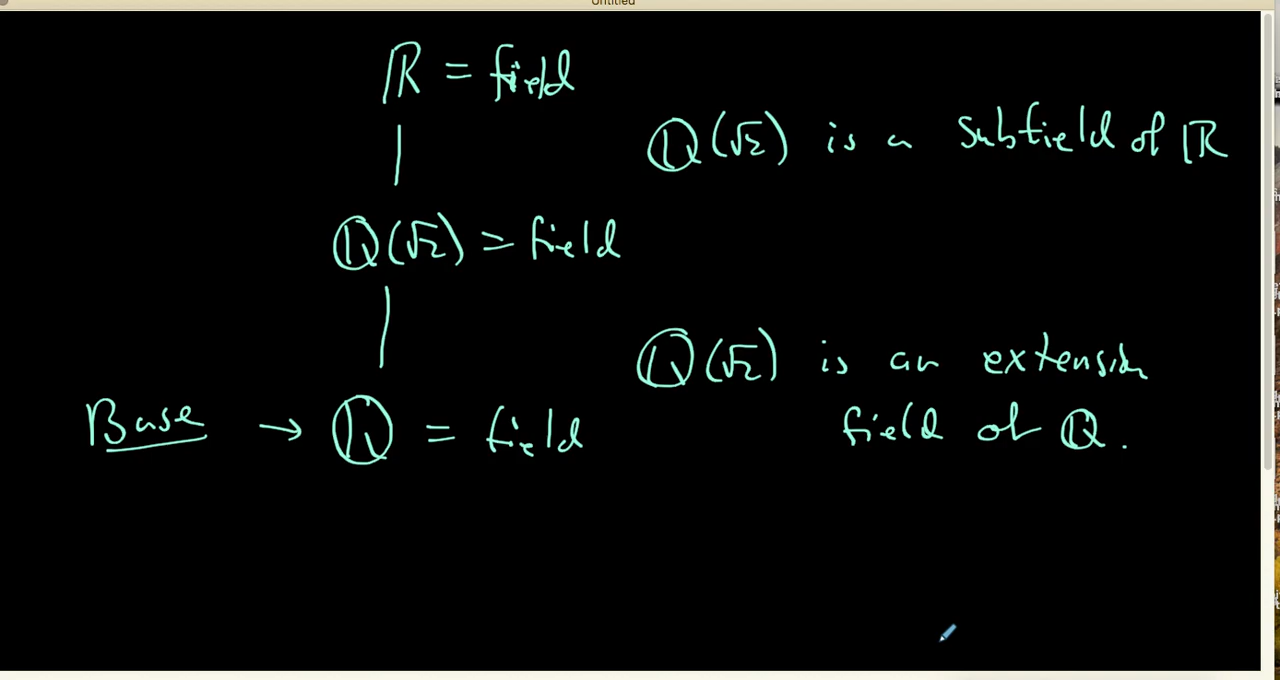 Untitled
ℝ = field
ℚ(√2) is a subfield of ℝ
ℚ(√2) = field
ℚ(√2) is an extension
Base → ℚ = field
field of ℚ.